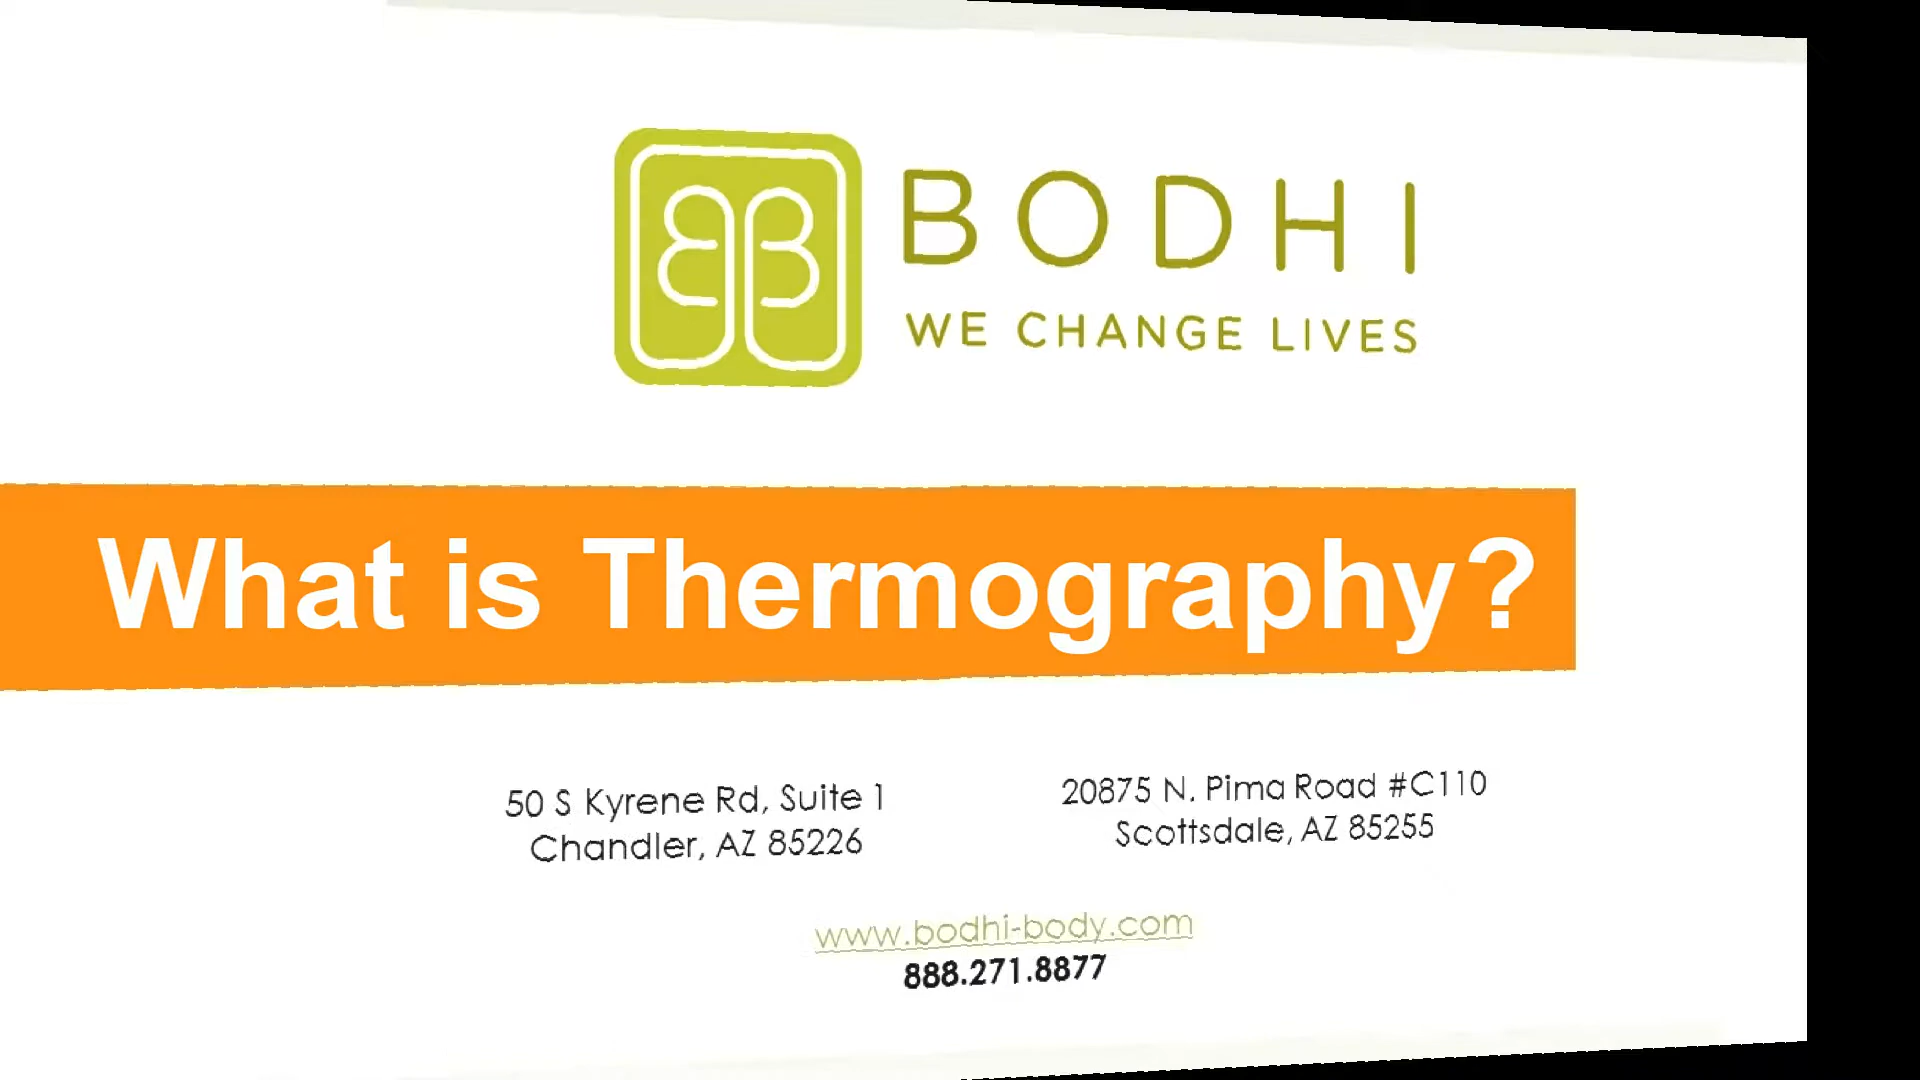 BODHI
WE CHANGE LIVES
What is Thermography?
50 S Kyrene Rd, Suite 1
Chandler, AZ 85226
20875 N. Pima Road #C110
Scottsdale, AZ 85255
www.bodhi-body.com
888.271.8877